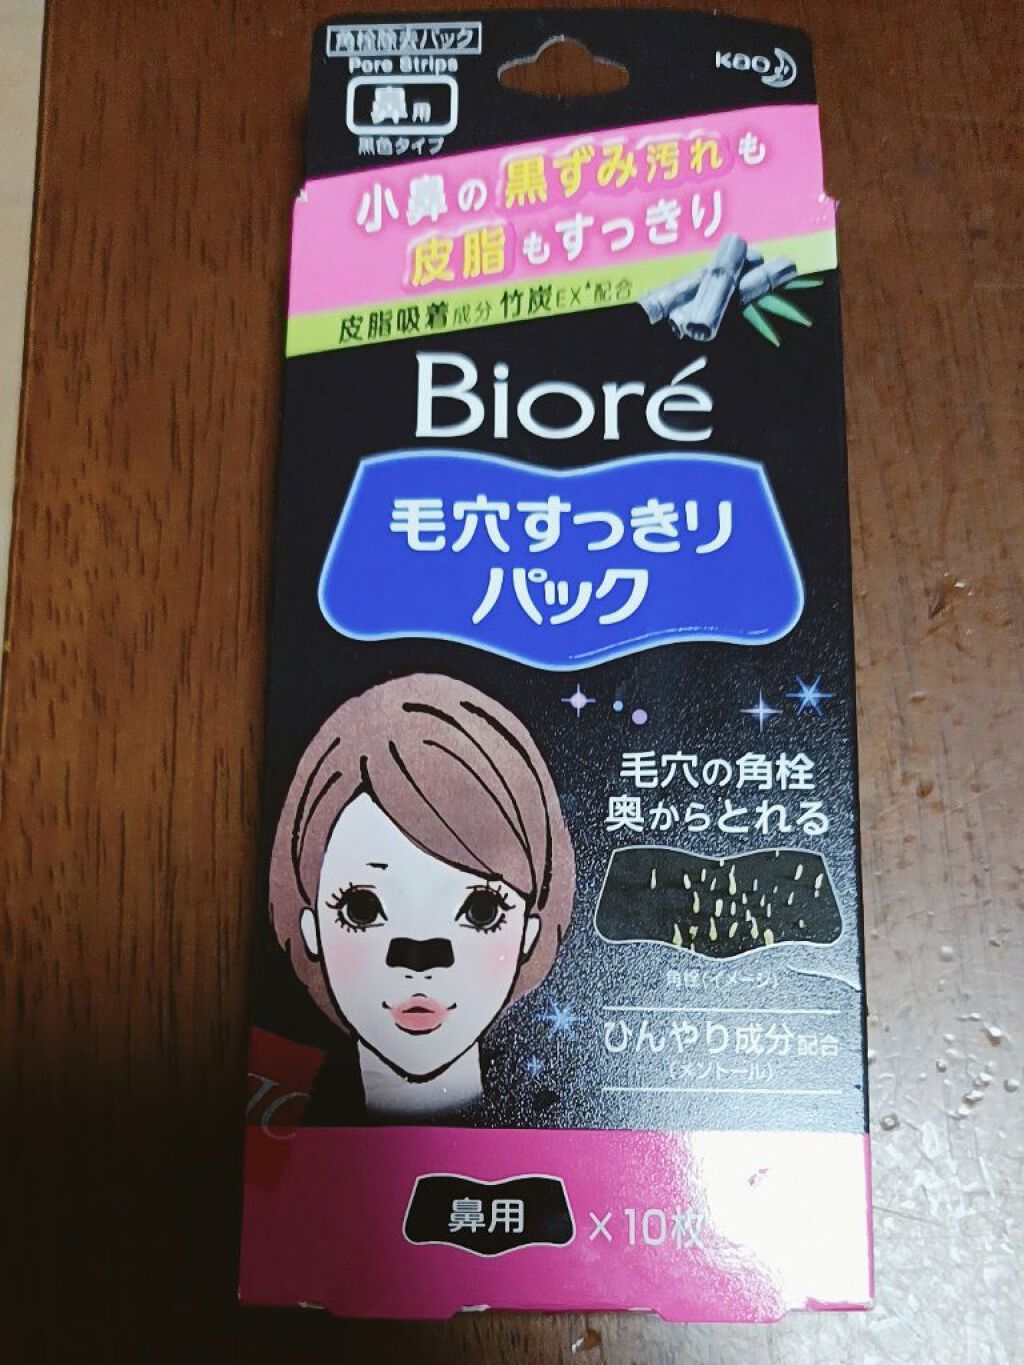 角栓除去パック
Pore Strips
鼻用
黒色タイプ
Kao
小鼻の黒ずみ汚れも
皮脂もすっきり
皮脂吸着成分竹炭EX*配合
Bioré
毛穴すっきり
パック
毛穴の角栓
奥からとれる
角栓(イメージ)
ひんやり成分配合
(メントール)
鼻用 ×10枚